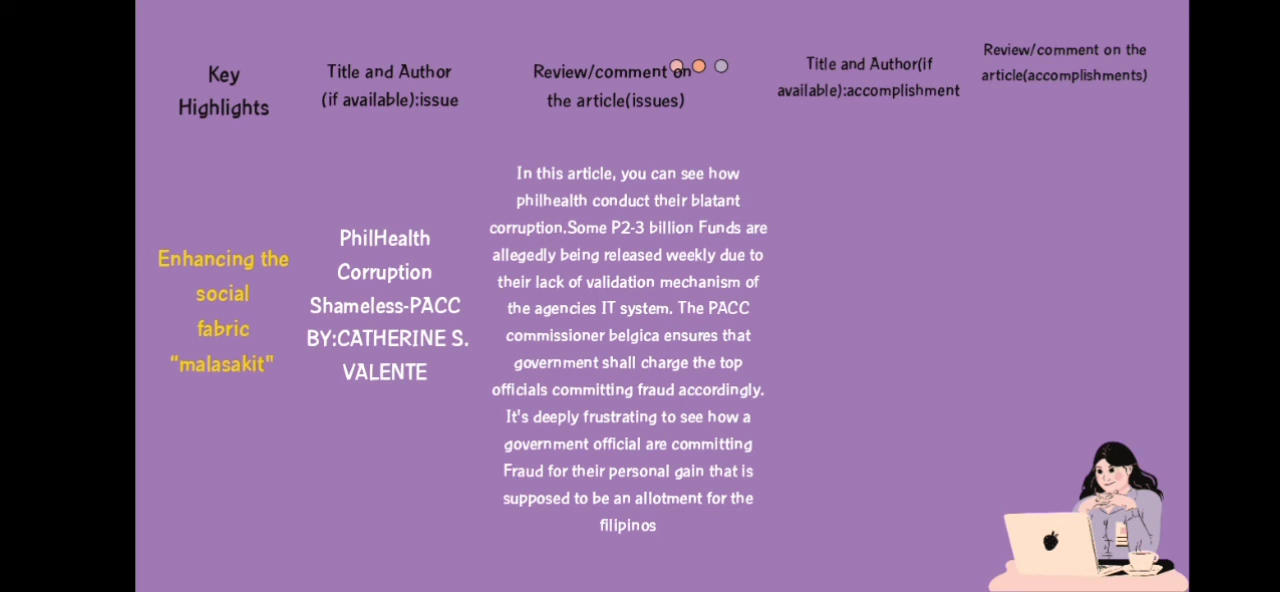 Key
Highlights
Title and Author
(if available):issue
Review/comment on
the article(issues)
Title and Author(if
available):accomplishment
Review/comment on the
article(accomplishments)
Enhancing the
social
fabric
“malasakit"
PhilHealth
Corruption
Shameless-PACC
BY:CATHERINE S.
VALENTE
In this article, you can see how
philhealth conduct their blatant
corruption.Some P2-3 billion Funds are
allegedly being released weekly due to
their lack of validation mechanism of
the agencies IT system. The PACC
commissioner belgica ensures that
government shall charge the top
officials committing fraud accordingly.
It's deeply frustrating to see how a
government official are committing
Fraud for their personal gain that is
supposed to be an allotment for the
filipinos